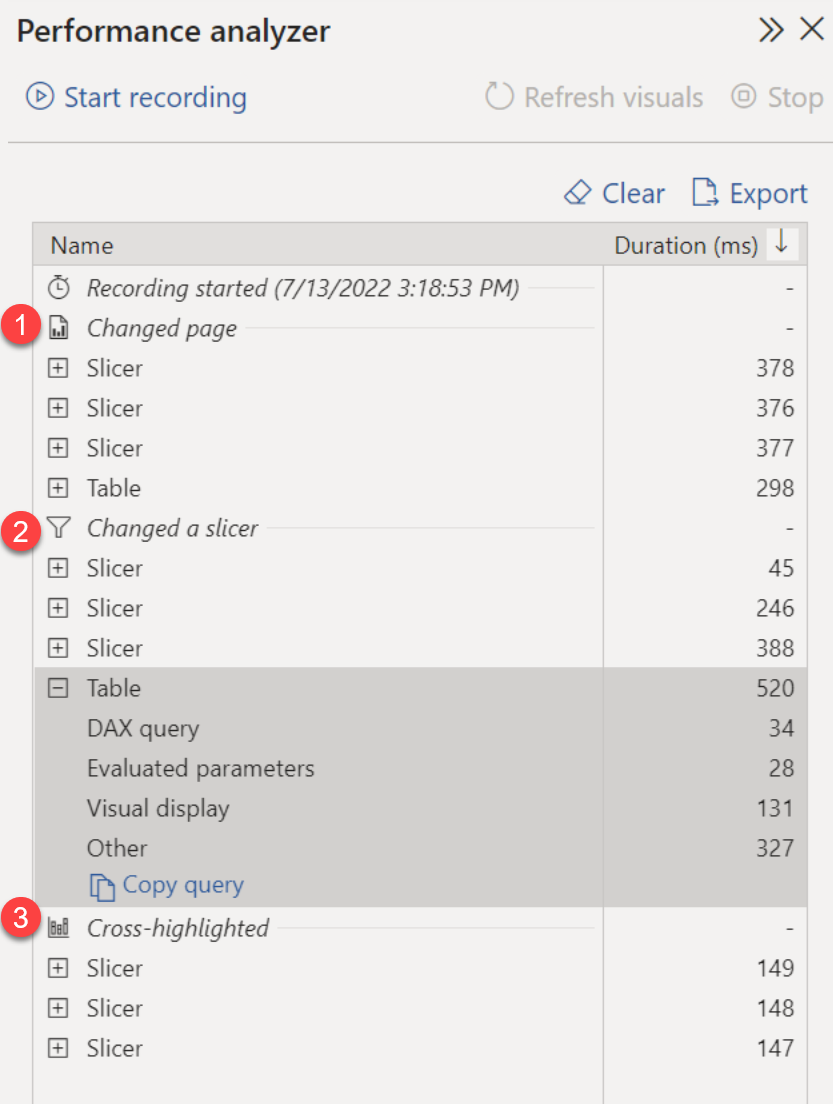 Performance analyzer
Start recording Refresh visuals Stop
Clear Export
Name Duration (ms)
Recording started (7/13/2022 3:18:53 PM) -
1 Changed page -
Slicer 378
Slicer 376
Slicer 377
Table 298
2 Changed a slicer -
Slicer 45
Slicer 246
Slicer 388
Table 520
DAX query 34
Evaluated parameters 28
Visual display 131
Other 327
Copy query
3 Cross-highlighted -
Slicer 149
Slicer 148
Slicer 147